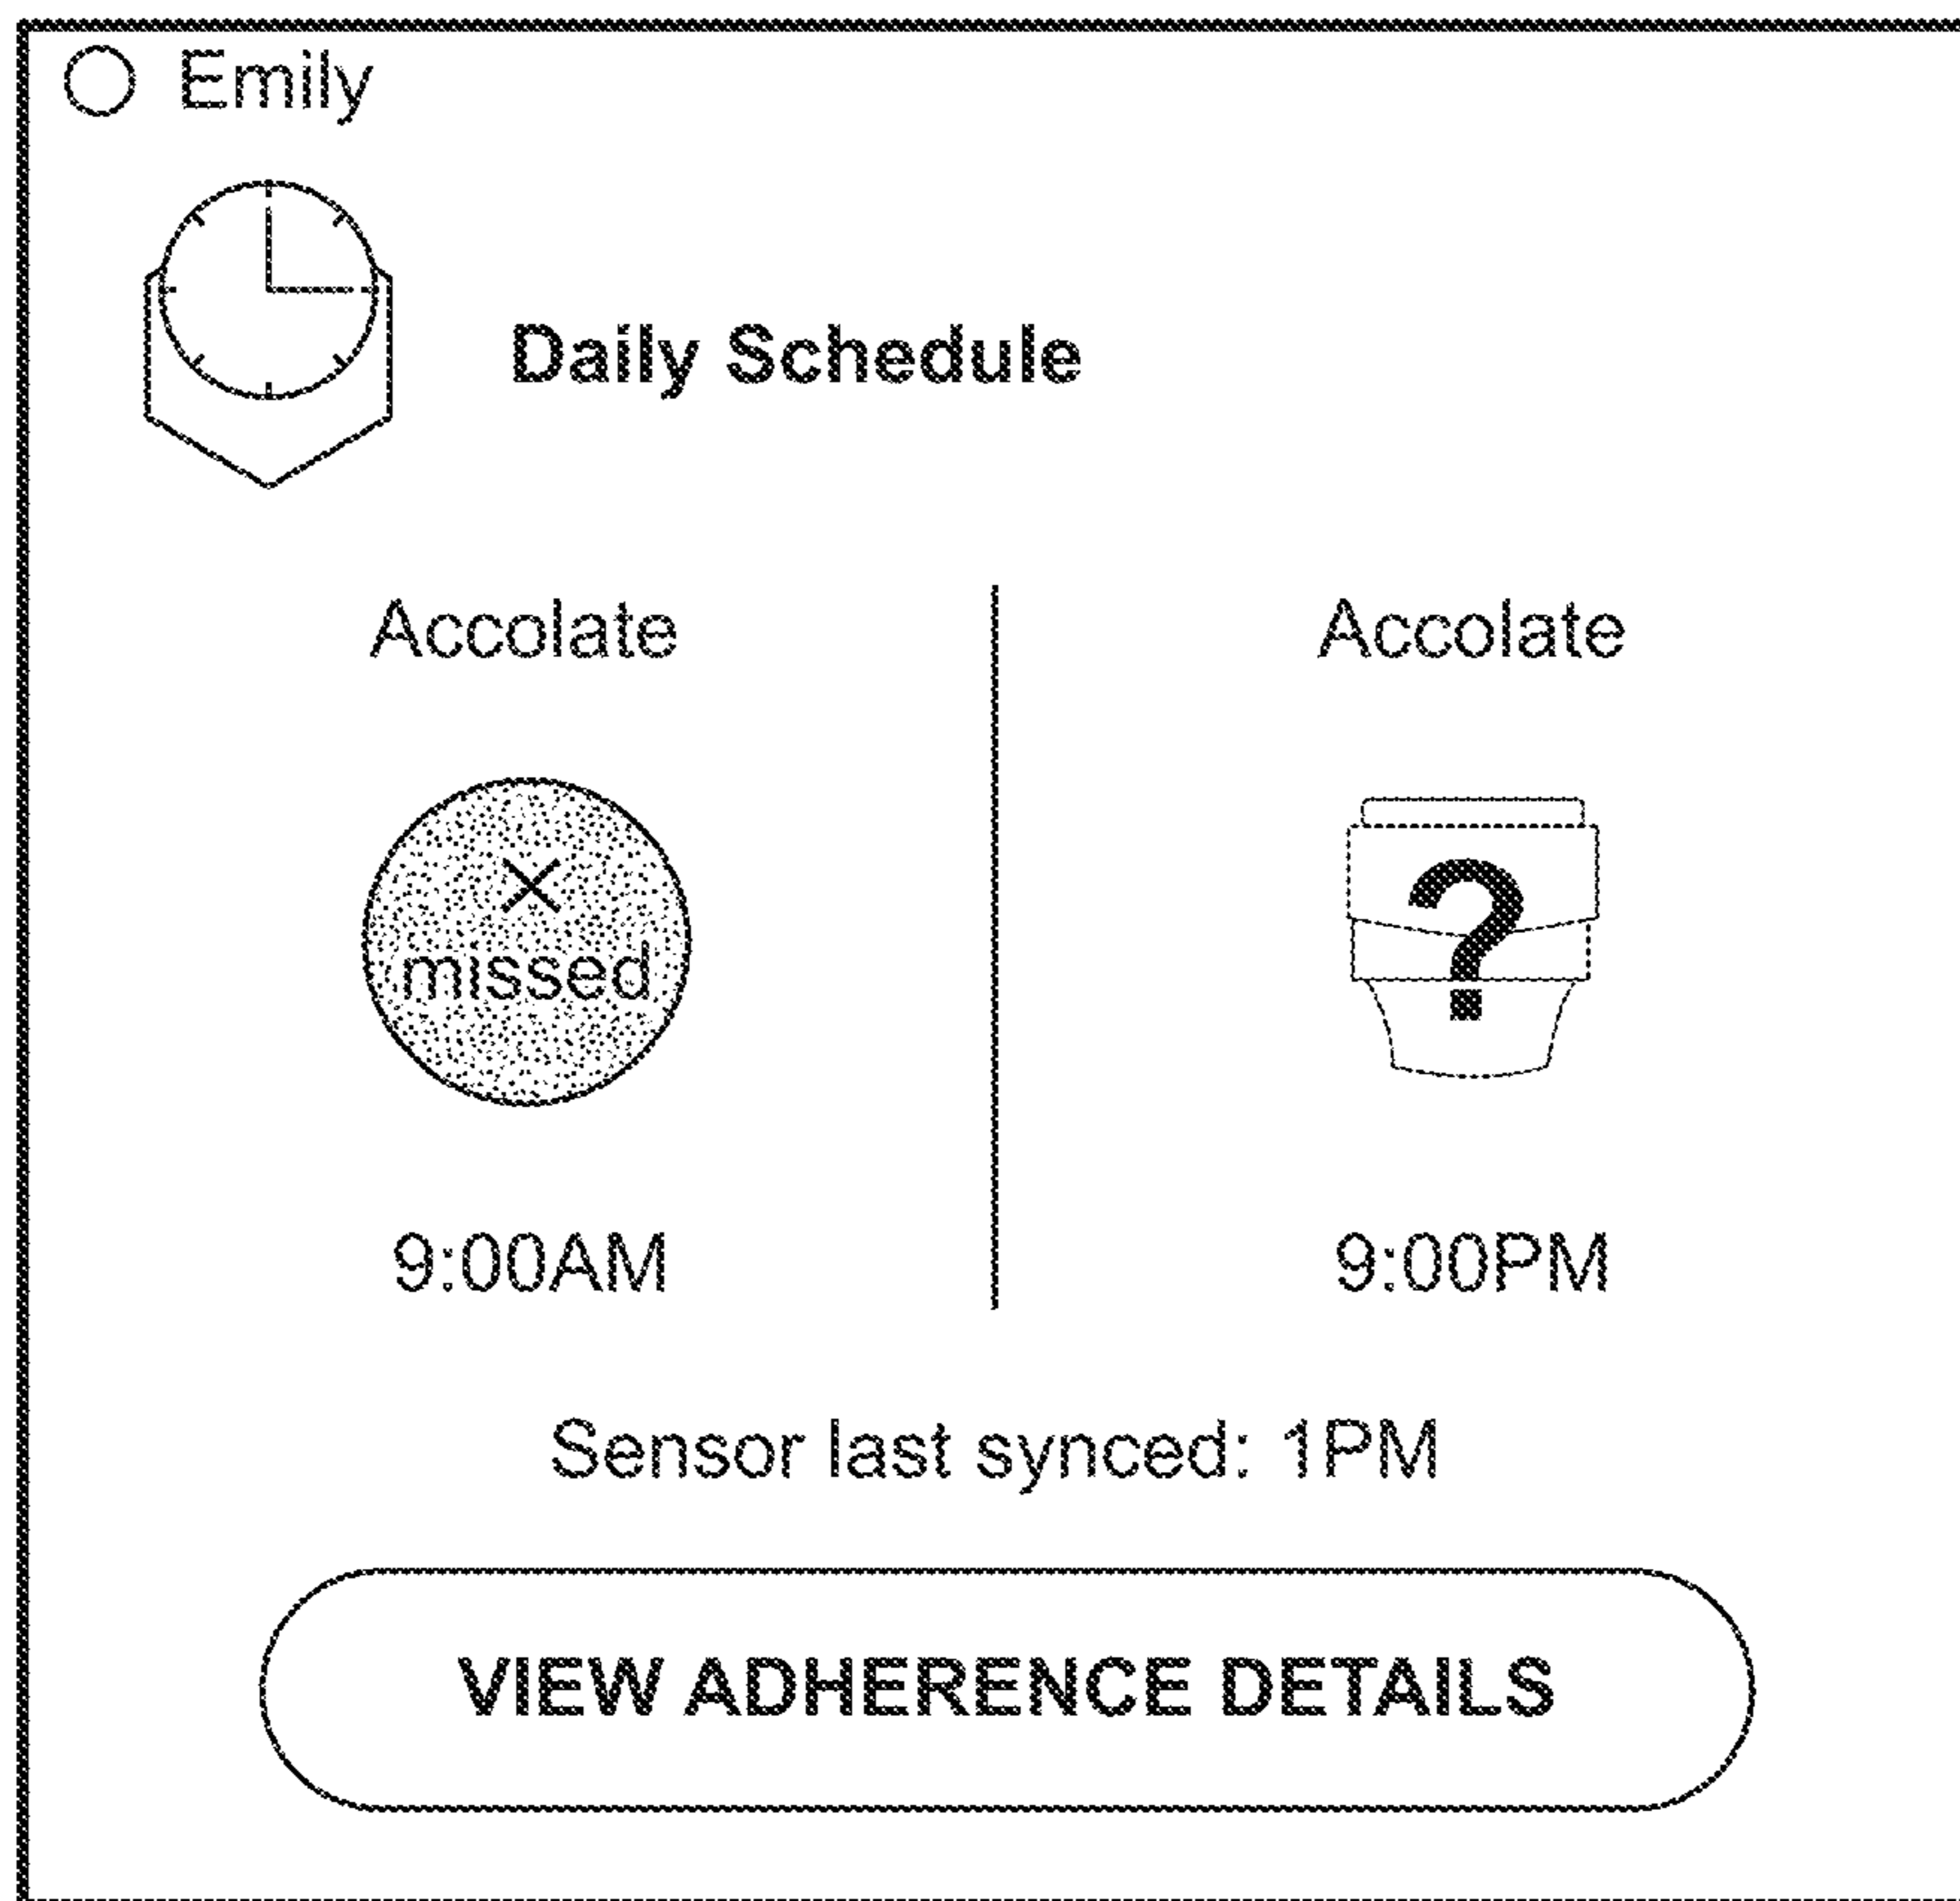 Emily
Daily Schedule
Accolate
Accolate
×
missed
?
9:00AM
9:00PM
Sensor last synced: 1PM
VIEW ADHERENCE DETAILS